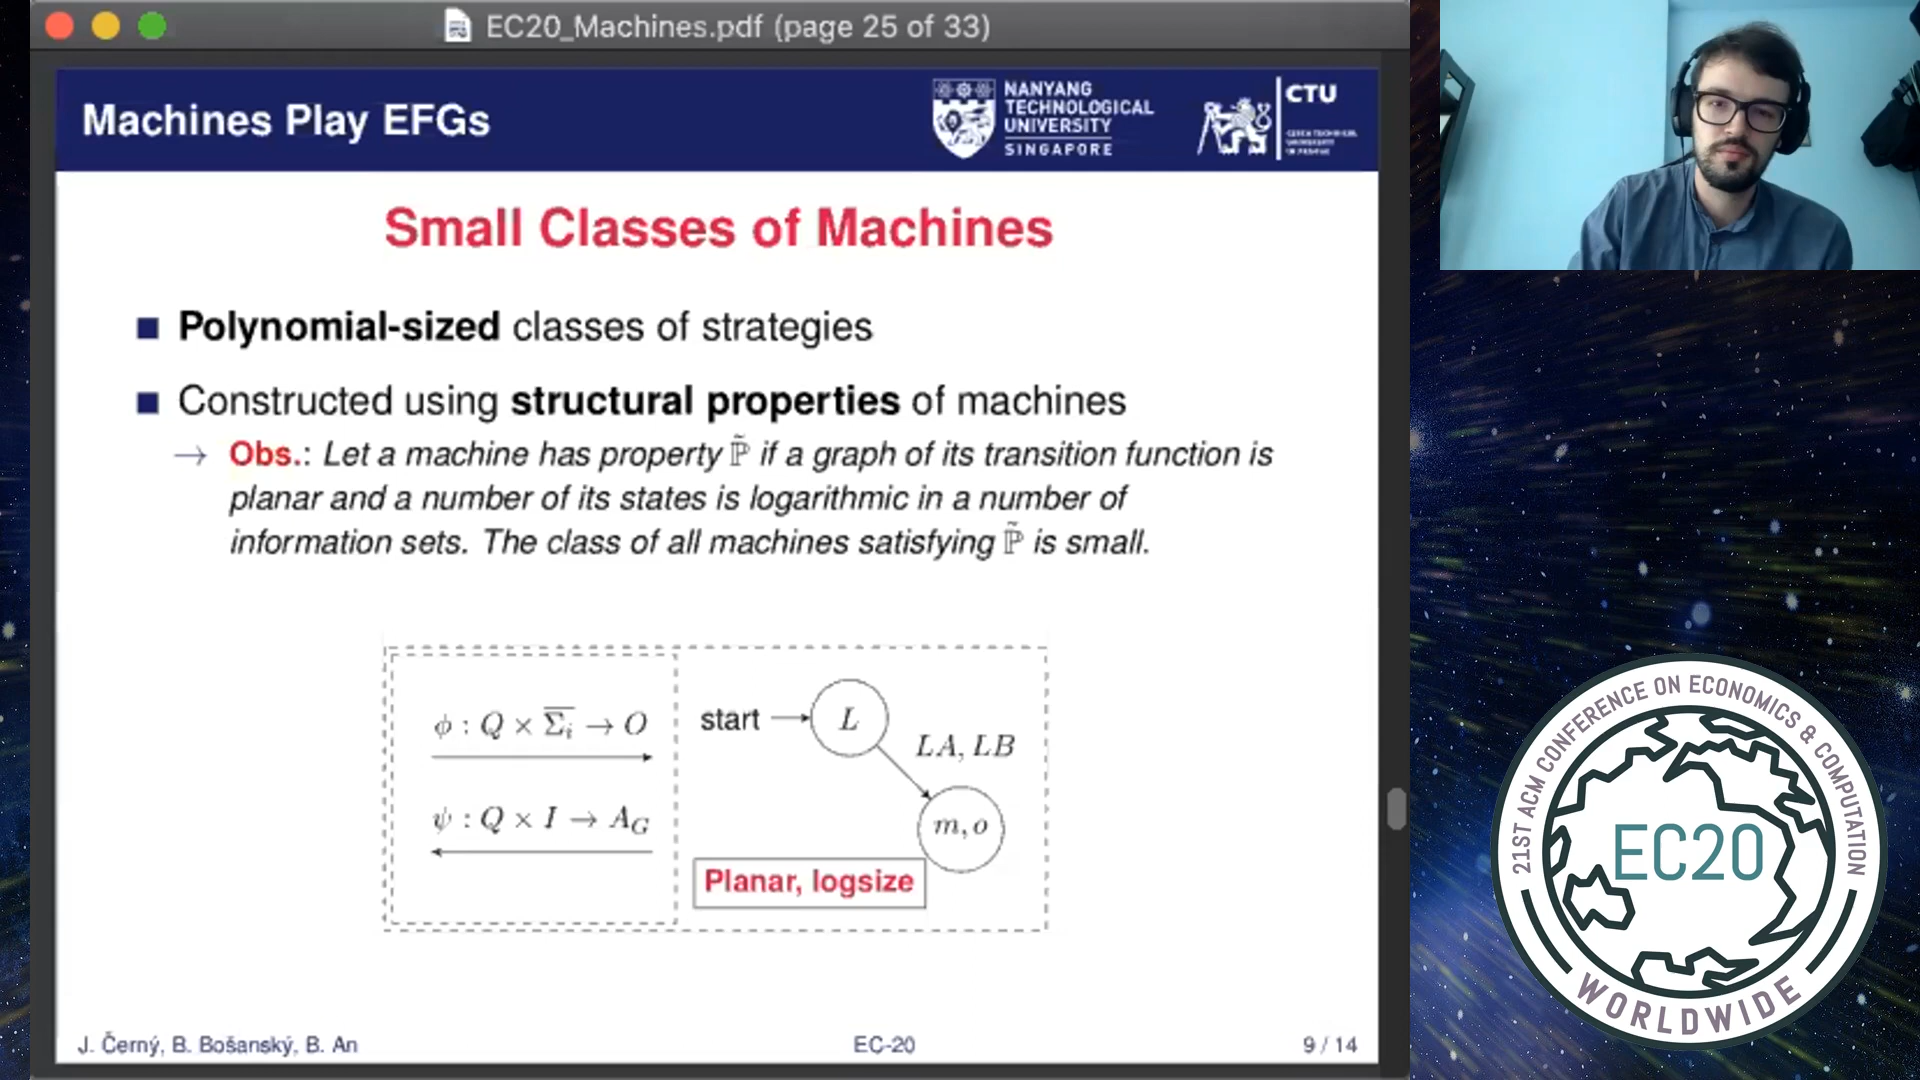 EC20_Machines.pdf (page 25 of 33)
Machines Play EFGs
NANYANG
TECHNOLOGICAL
UNIVERSITY
SINGAPORE
CTU
Small Classes of Machines
Polynomial-sized classes of strategies
Constructed using structural properties of machines
→ Obs.: Let a machine has property ℙ̃ if a graph of its transition function is
planar and a number of its states is logarithmic in a number of
information sets. The class of all machines satisfying ℙ̃ is small.
ϕ : Q × Σ̅ᵢ → O
ψ : Q × I → A_G
start
L
LA, LB
m, o
Planar, logsize
J. Černý, B. Bošanský, B. An
EC-20
9 / 14
21ST ACM CONFERENCE ON ECONOMICS & COMPUTATION
EC20
WORLDWIDE